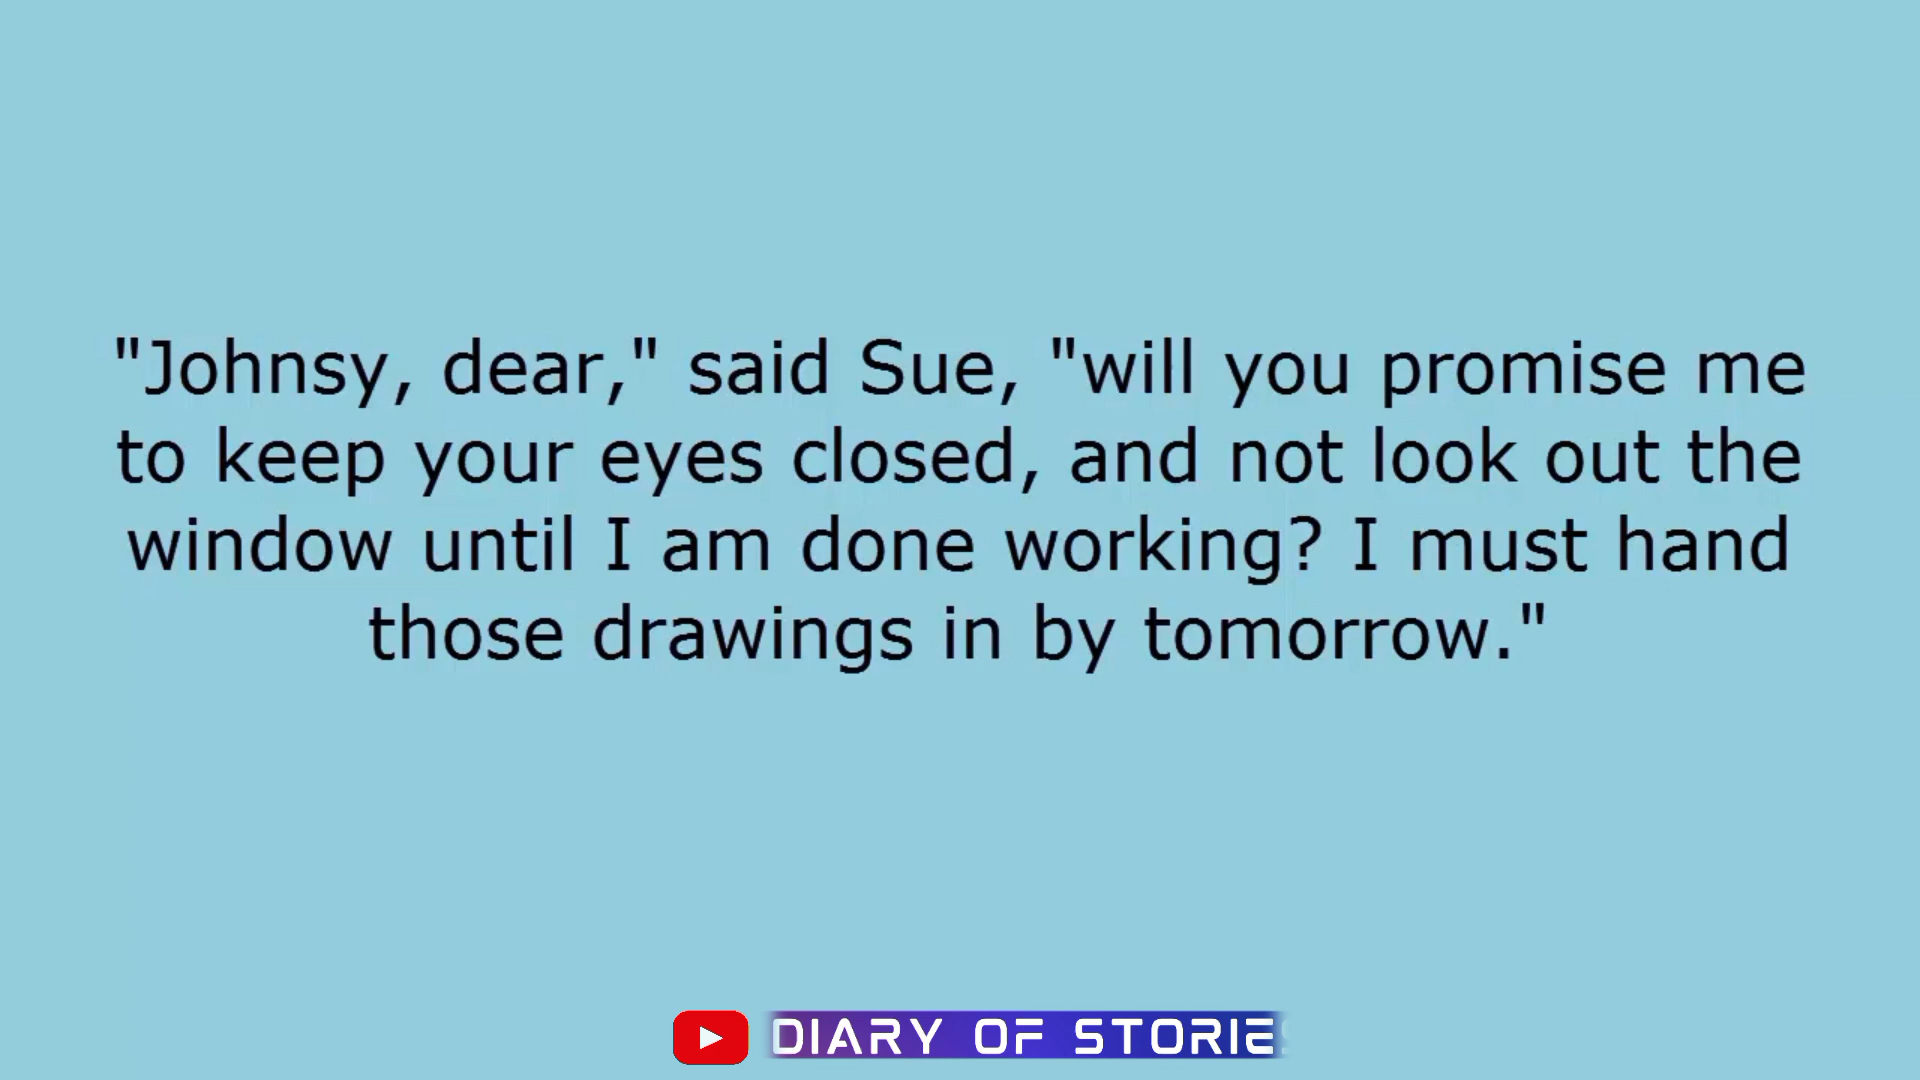 "Johnsy, dear," said Sue, "will you promise me
to keep your eyes closed, and not look out the
window until I am done working? I must hand
those drawings in by tomorrow."
DIARY OF STORIES